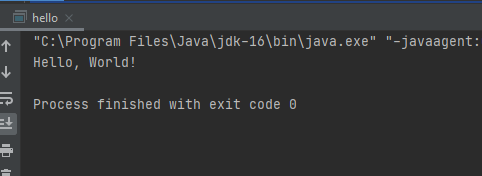 hello
"C:\Program Files\Java\jdk-16\bin\java.exe" "-javaagent:
Hello, World!
Process finished with exit code 0